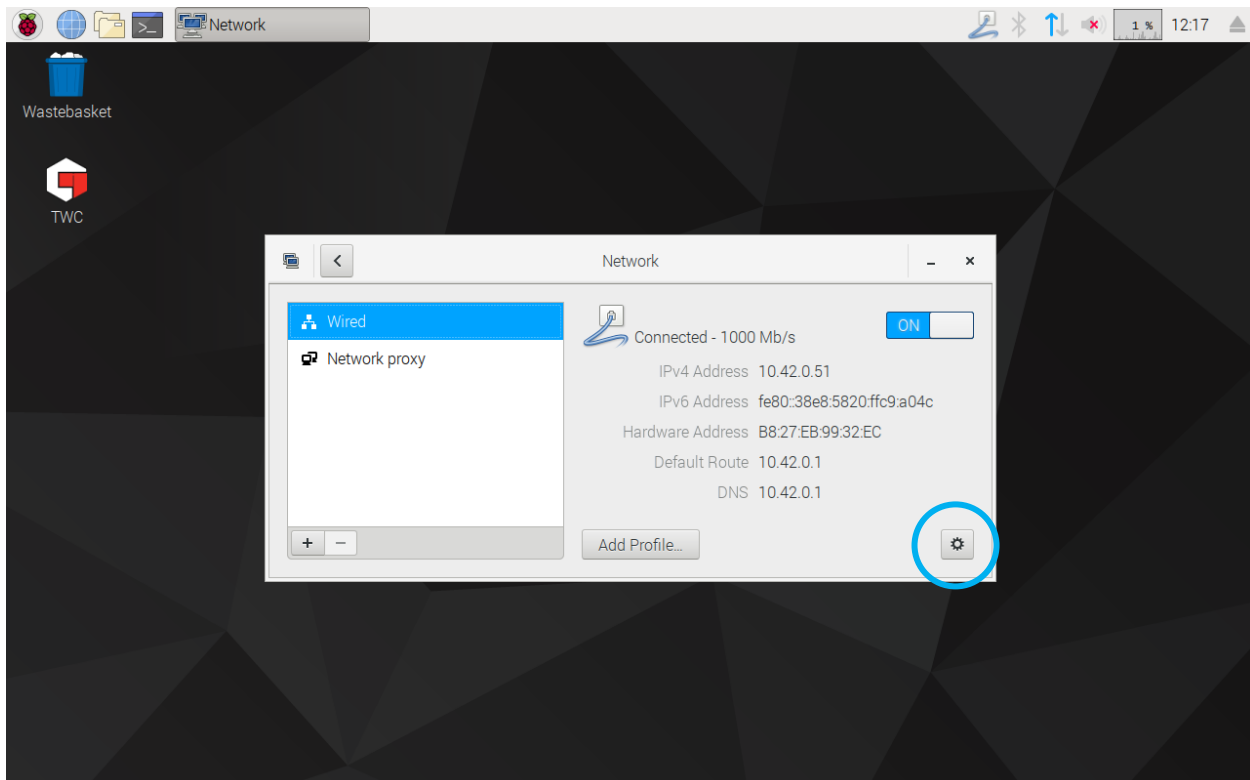 Network
1 %
12:17
Wastebasket
TWC
Network
Wired
Network proxy
Connected - 1000 Mb/s
ON
IPv4 Address 10.42.0.51
IPv6 Address fe80::38e8:5820:ffc9:a04c
Hardware Address B8:27:EB:99:32:EC
Default Route 10.42.0.1
DNS 10.42.0.1
Add Profile...